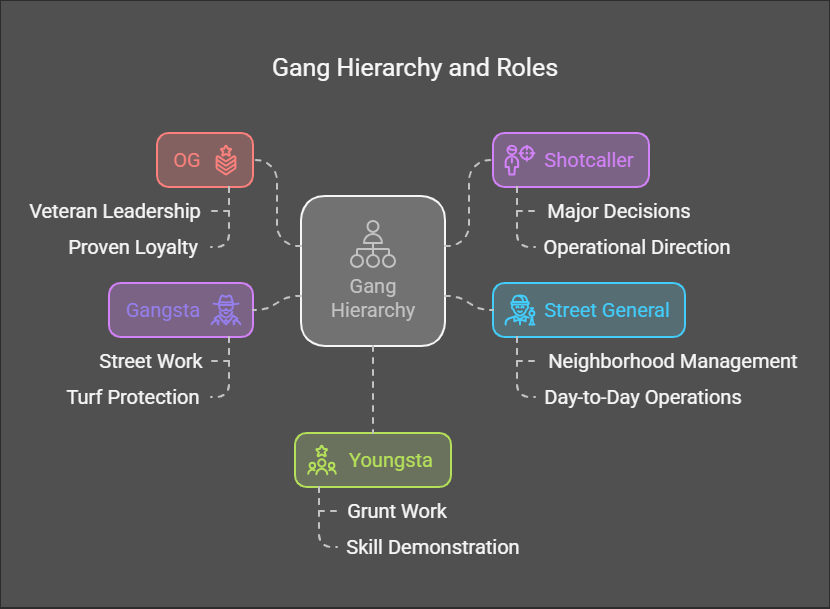 Gang Hierarchy and Roles
OG
Veteran Leadership
Proven Loyalty
Shotcaller
Major Decisions
Operational Direction
Gang
Hierarchy
Gangsta
Street Work
Turf Protection
Street General
Neighborhood Management
Day-to-Day Operations
Youngsta
Grunt Work
Skill Demonstration